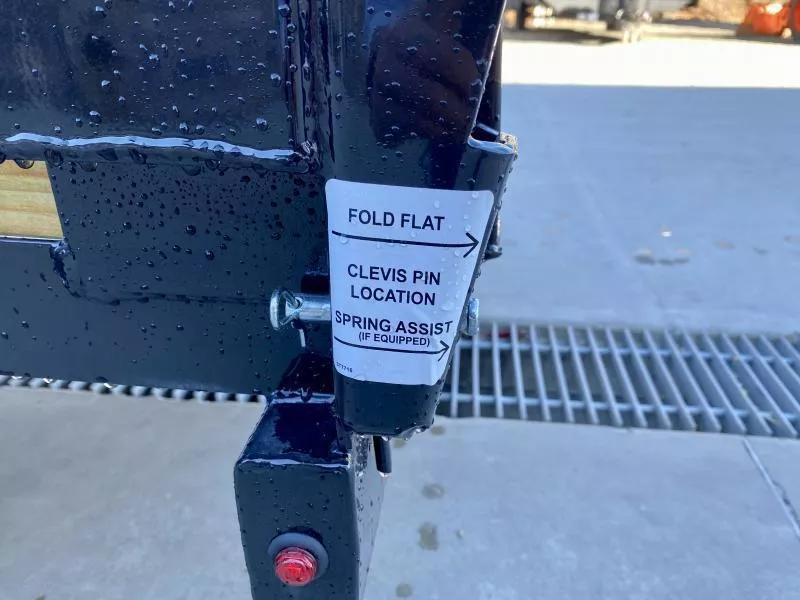 FOLD FLAT
CLEVIS PIN
LOCATION
SPRING ASSIST
(IF EQUIPPED)